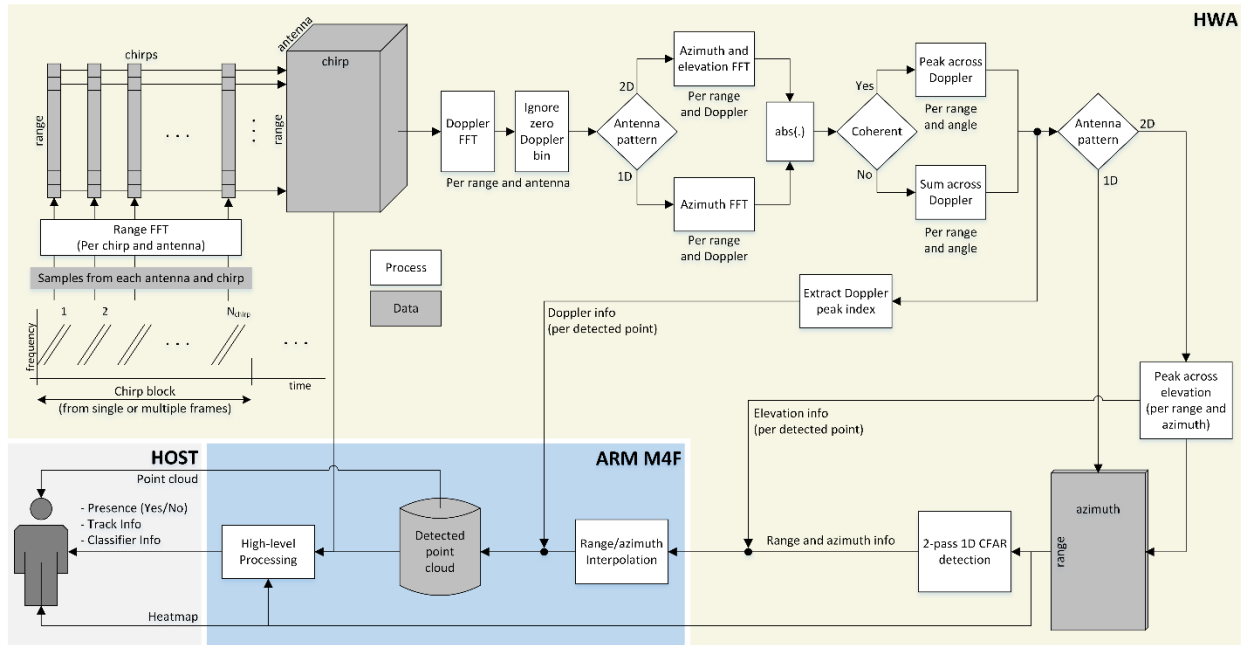 HWA
antenna
chirps
chirp
range
range
Range FFT
(Per chirp and antenna)
Samples from each antenna and chirp
1
2
Nchirp
frequency
time
Chirp block
(from single or multiple frames)
Process
Data
Doppler
FFT
Ignore
zero
Doppler
bin
Per range and antenna
Antenna
pattern
2D
1D
Azimuth and
elevation FFT
Per range
and Doppler
Azimuth FFT
Per range
and Doppler
abs(.)
Coherent
Yes
No
Peak across
Doppler
Per range
and angle
Sum across
Doppler
Per range
and angle
Antenna
pattern
2D
1D
Extract Doppler
peak index
Doppler info
(per detected point)
Peak across
elevation
(per range and
azimuth)
Elevation info
(per detected point)
azimuth
range
2-pass 1D CFAR
detection
Range and azimuth info
ARM M4F
Range/azimuth
Interpolation
Detected
point
cloud
High-level
Processing
HOST
Point cloud
- Presence (Yes/No)
- Track Info
- Classifier Info
Heatmap